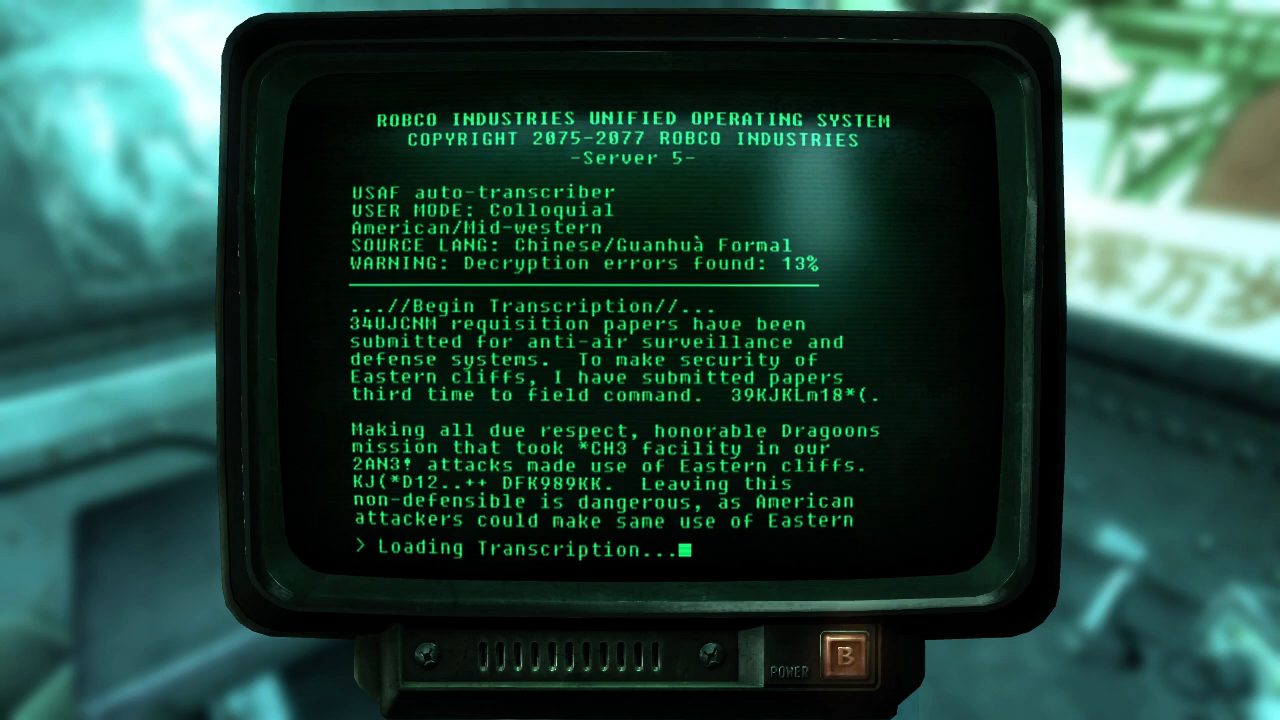 ROBCO INDUSTRIES UNIFIED OPERATING SYSTEM
COPYRIGHT 2075-2077 ROBCO INDUSTRIES
-Server 5-
USAF auto-transcriber
USER MODE: Colloquial
American/Mid-western
SOURCE LANG: Chinese/Guanhuà Formal
WARNING: Decryption errors found: 13%
...//Begin Transcription//...
34UJCNM requisition papers have been
submitted for anti-air surveillance and
defense systems.  To make security of
Eastern cliffs, I have submitted papers
third time to field command.  39KJKLm18*(.
Making all due respect, honorable Dragoons
mission that took *CH3 facility in our
2AN3! attacks made use of Eastern cliffs.
KJ(*D12..++ DFK989KK.  Leaving this
non-defensible is dangerous, as American
attackers could make same use of Eastern
> Loading Transcription...
POWER
B